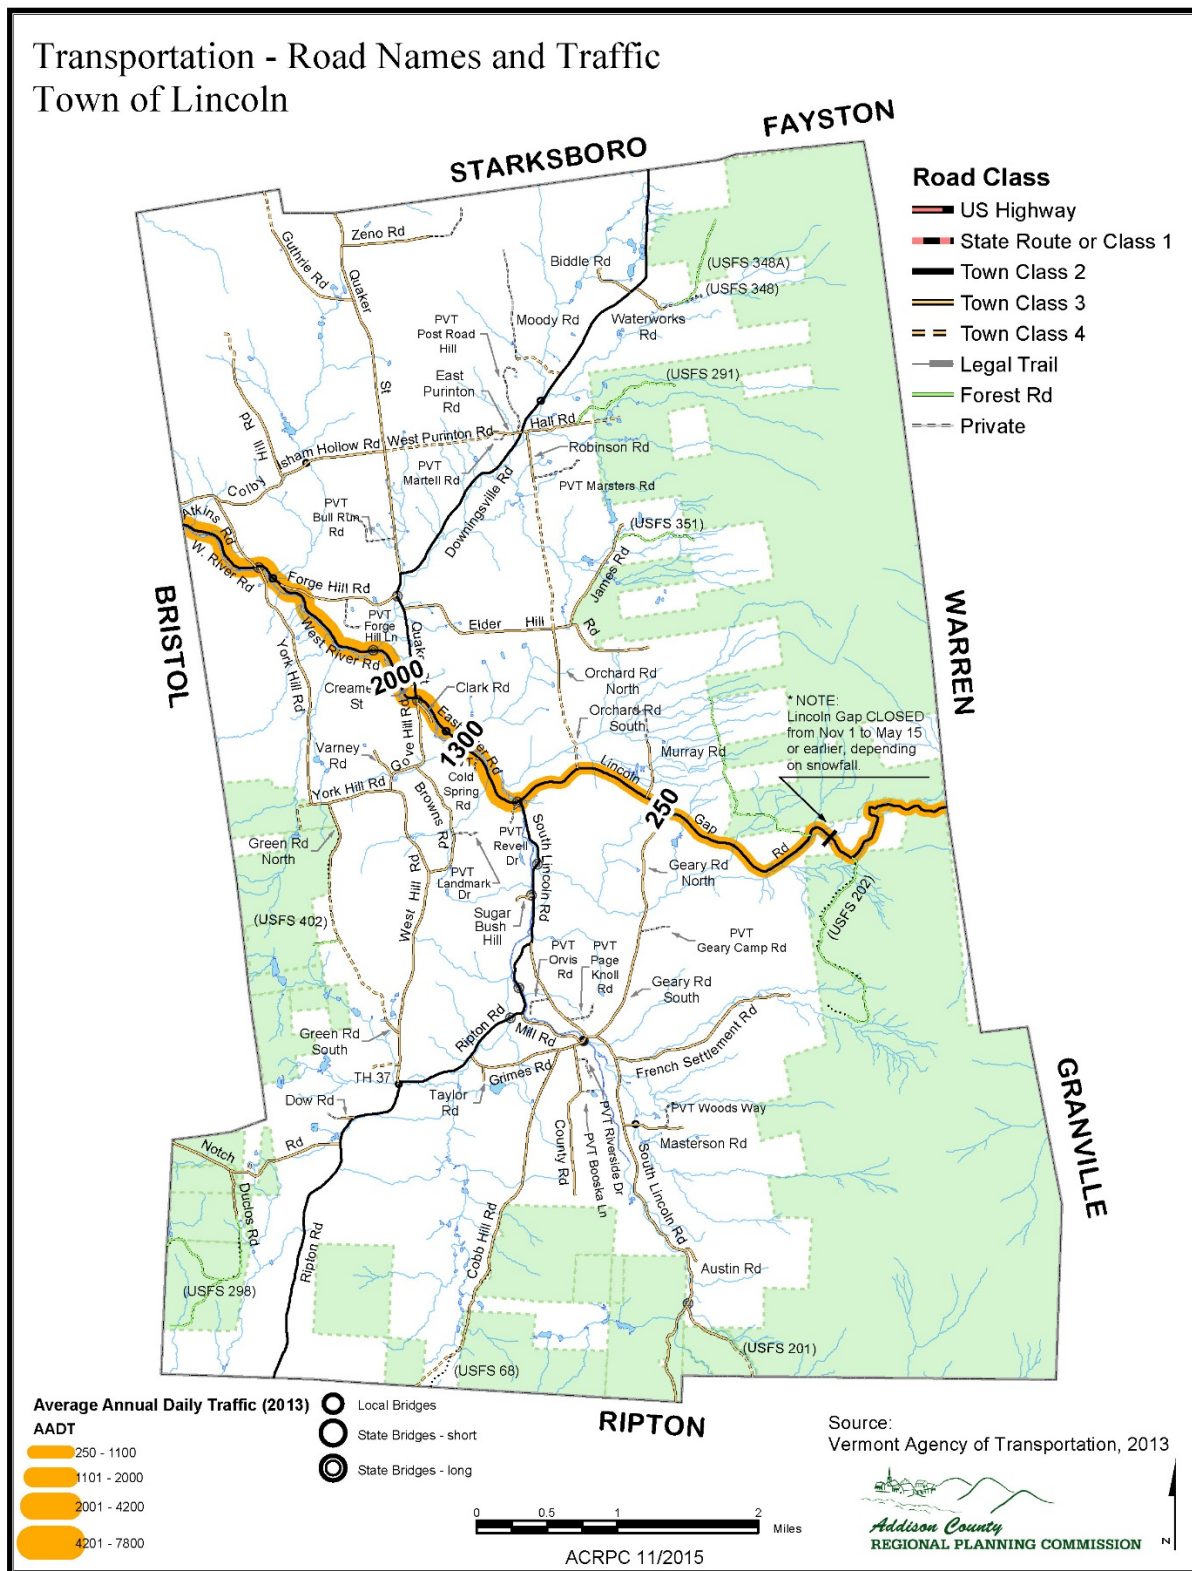 Transportation - Road Names and Traffic
Town of Lincoln
FAYSTON
STARKSBORO
Road Class
US Highway
State Route or Class 1
Town Class 2
Town Class 3
Town Class 4
Legal Trail
Forest Rd
Private
Zeno Rd
Guthrie Rd
Quaker
St
Biddle Rd
(USFS 348A)
(USFS 348)
Waterworks
Rd
Moody Rd
PVT
Post Road
Hill
East
Purinton
Rd
(USFS 291)
Hall Rd
Hill Rd
Isham Hollow Rd
West Purinton Rd
Robinson Rd
PVT
Martell Rd
PVT Marsters Rd
Colby
Downingsville Rd
PVT
Bull Run
Rd
(USFS 351)
Atkins Rd
W. River Rd
James Rd
Forge Hill Rd
BRISTOL
WARREN
PVT
Forge
Hill Ln
Elder
Hill
Rd
West River Rd
York Hill Rd
2000
Clark Rd
Orchard Rd
North
Orchard Rd
South
* NOTE:
Lincoln Gap CLOSED
from Nov 1 to May 15
or earlier, depending
on snowfall.
1300
Gove Hill Rd
Varney
Rd
Murray Rd
Cold
Spring
Rd
Lincoln
Gap
Rd
250
York Hill Rd
Browns Rd
Green Rd
North
PVT
Revell
Dr
South Lincoln Rd
PVT
Landmark
Dr
Geary Rd
North
West Hill Rd
(USFS 402)
Sugar
Bush
Hill
(USFS 202)
PVT
Geary Camp Rd
PVT
Orvis
Rd
PVT
Page
Knoll
Rd
Geary Rd
South
Green Rd
South
Ripton Rd
Mill Rd
French Settlement Rd
GRANVILLE
TH 37
Grimes Rd
Taylor
Rd
Dow Rd
PVT Woods Way
Masterson Rd
Notch
Rd
County Rd
PVT Riverside Dr
PVT Booska Ln
Duclos Rd
Ripton Rd
Cobb Hill Rd
South Lincoln Rd
Austin Rd
(USFS 298)
(USFS 68)
(USFS 201)
RIPTON
Average Annual Daily Traffic (2013)
AADT
250 - 1100
1101 - 2000
2001 - 4200
4201 - 7800
Local Bridges
State Bridges - short
State Bridges - long
0 0.5 1 2
Miles
ACRPC 11/2015
Source:
Vermont Agency of Transportation, 2013
Addison County
REGIONAL PLANNING COMMISSION
N